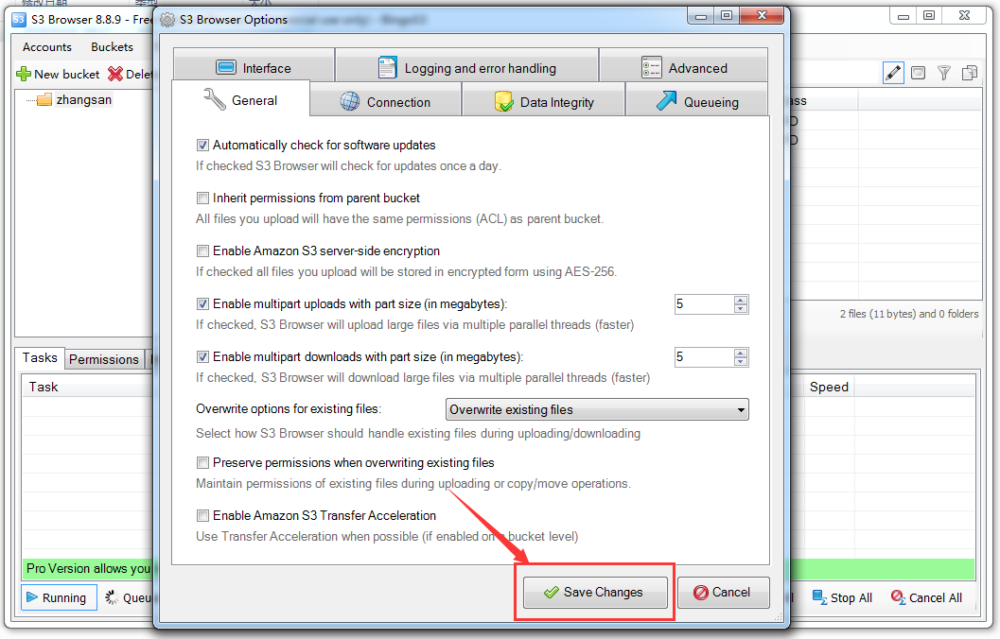 修改日期 类型 大小
S3 Browser 8.8.9 - Free
S3 Browser Options
Accounts Buckets
New bucket Delet
zhangsan
Interface Logging and error handling Advanced
General Connection Data Integrity Queueing
Automatically check for software updates
If checked S3 Browser will check for updates once a day.
Inherit permissions from parent bucket
All files you upload will have the same permissions (ACL) as parent bucket.
Enable Amazon S3 server-side encryption
If checked all files you upload will be stored in encrypted form using AES-256.
Enable multipart uploads with part size (in megabytes): 5
If checked, S3 Browser will upload large files via multiple parallel threads (faster)
Enable multipart downloads with part size (in megabytes): 5
If checked, S3 Browser will download large files via multiple parallel threads (faster)
Overwrite options for existing files: Overwrite existing files
Select how S3 Browser should handle existing files during uploading/downloading
Preserve permissions when overwriting existing files
Maintain permissions of existing files during uploading or copy/move operations.
Enable Amazon S3 Transfer Acceleration
Use Transfer Acceleration when possible (if enabled on a bucket level)
Save Changes Cancel
ass
D
D
2 files (11 bytes) and 0 folders
Tasks Permissions
Task Speed
Pro Version allows you
Running Queu Stop All Cancel All